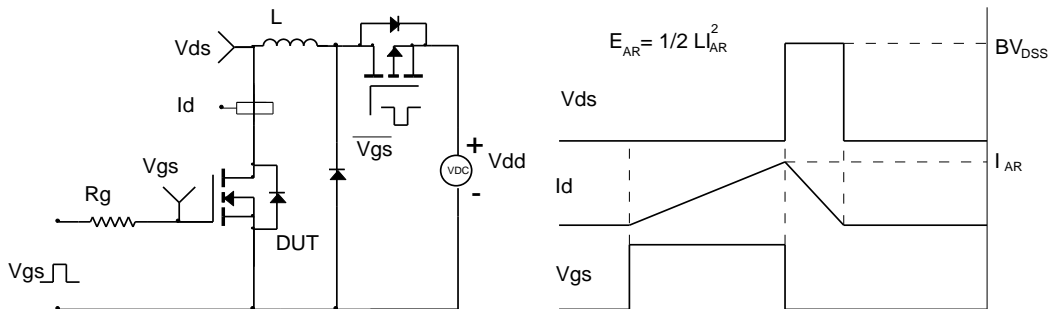 L
Vds
Id
Vgs
Vgs
+
Vdd
VDC
-
Rg
DUT
Vgs
E_AR= 1/2 LI_AR^2
BV_DSS
Vds
I_AR
Id
Vgs